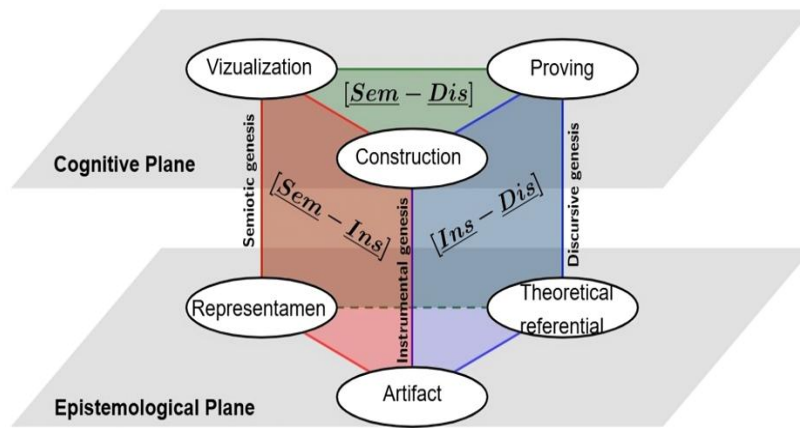 Vizualization
Proving
[Sem – Dis]
Construction
Cognitive Plane
Semiotic genesis
[Sem – Ins]
Instrumental genesis
[Ins – Dis]
Discursive genesis
Representamen
Theoretical
referential
Artifact
Epistemological Plane